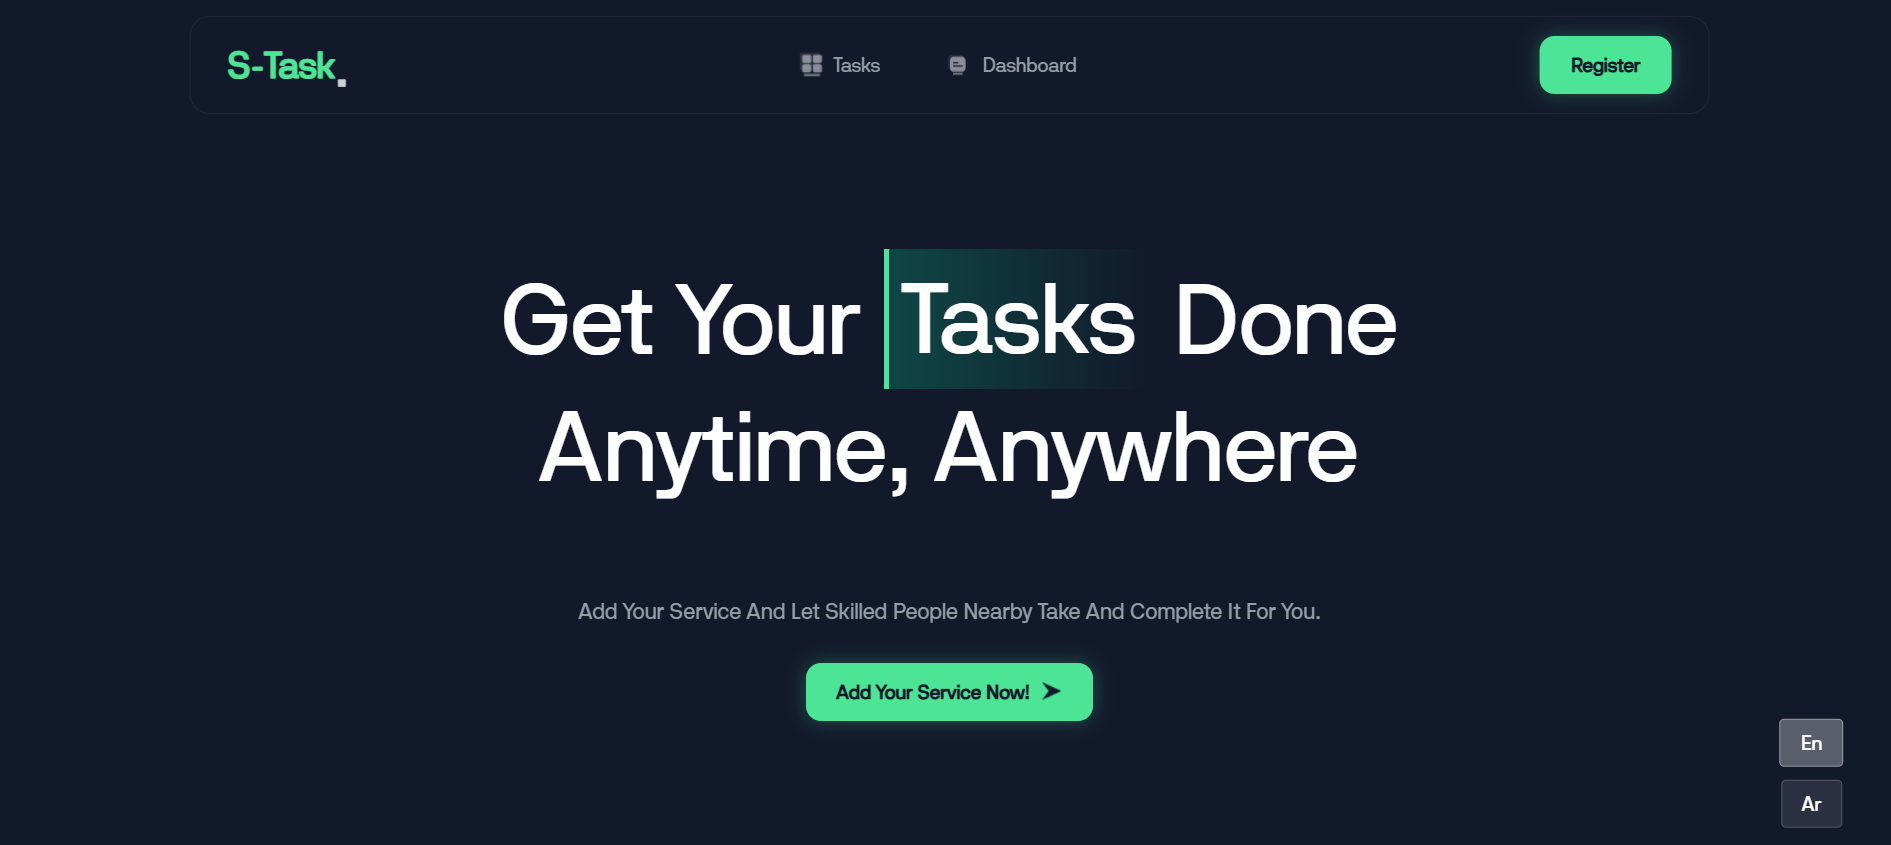 S-Task.
Tasks
Dashboard
Register
Get Your Tasks Done
Anytime, Anywhere
Add Your Service And Let Skilled People Nearby Take And Complete It For You.
Add Your Service Now!
En
Ar